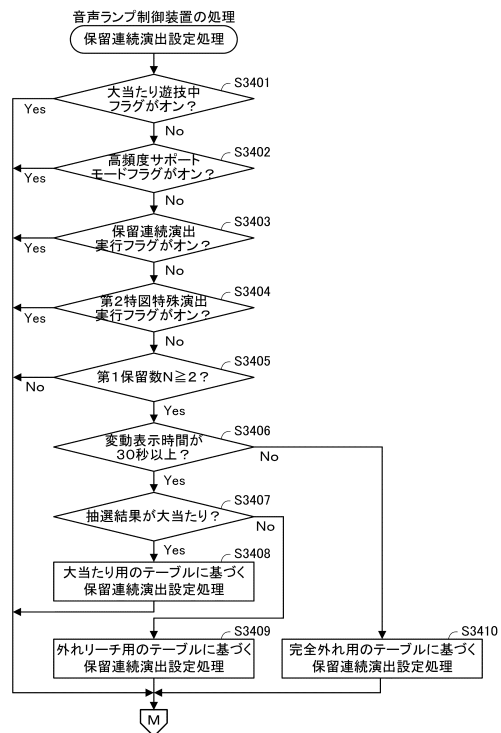 音声ランプ制御装置の処理
保留連続演出設定処理
S3401
大当たり遊技中
フラグがオン？
Yes
No
S3402
高頻度サポート
モードフラグがオン？
Yes
No
S3403
保留連続演出
実行フラグがオン？
Yes
No
S3404
第2特図特殊演出
実行フラグがオン？
Yes
No
S3405
第1保留数N≧2？
No
Yes
S3406
変動表示時間が
30秒以上？
No
Yes
S3407
抽選結果が大当たり？
No
Yes
S3408
大当たり用のテーブルに基づく
保留連続演出設定処理
S3409
外れリーチ用のテーブルに基づく
保留連続演出設定処理
S3410
完全外れ用のテーブルに基づく
保留連続演出設定処理
M